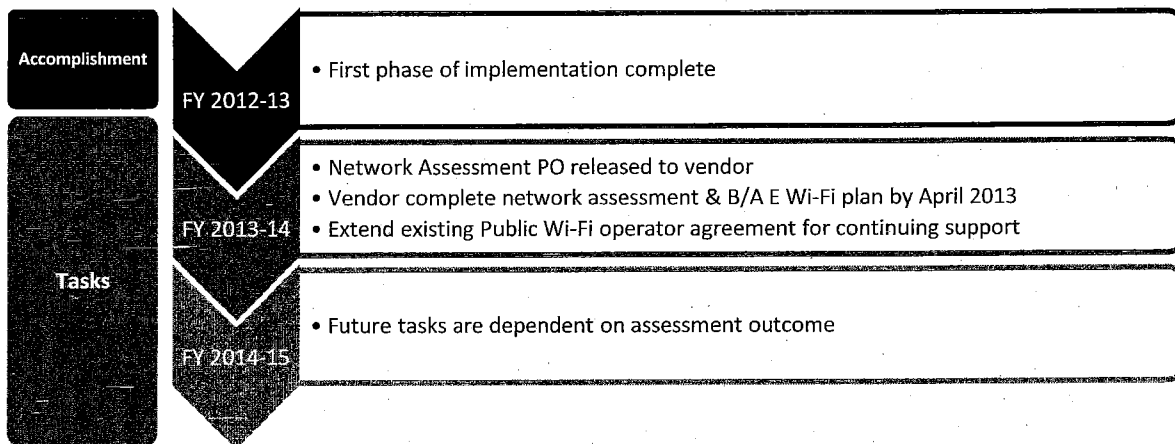 Accomplishment
FY 2012-13
• First phase of implementation complete
Tasks
FY 2013-14
• Network Assessment PO released to vendor
• Vendor complete network assessment & B/A E Wi-Fi plan by April 2013
• Extend existing Public Wi-Fi operator agreement for continuing support
FY 2014-15
• Future tasks are dependent on assessment outcome